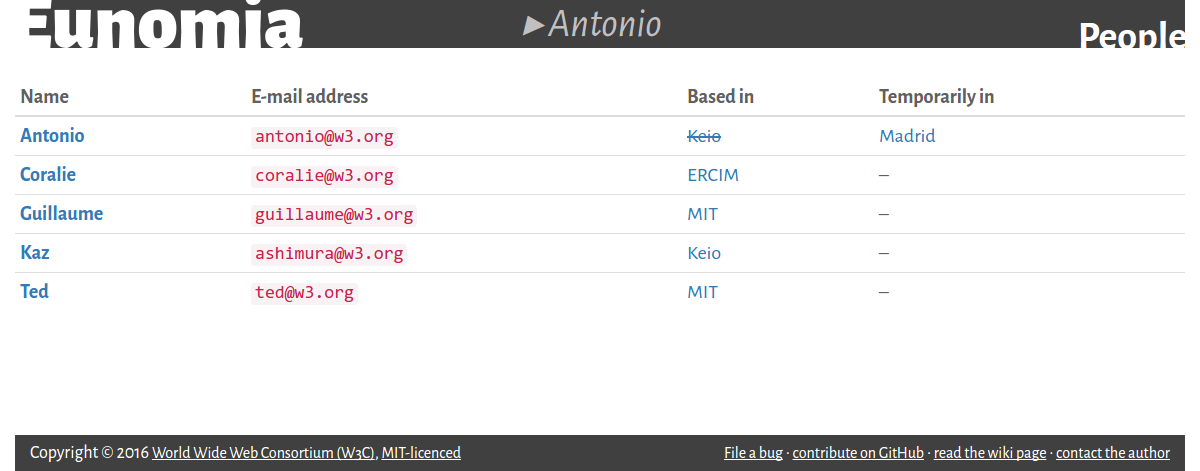 Eunomia ►Antonio People
Name E-mail address Based in Temporarily in
Antonio antonio@w3.org Keio Madrid
Coralie coralie@w3.org ERCIM –
Guillaume guillaume@w3.org MIT –
Kaz ashimura@w3.org Keio –
Ted ted@w3.org MIT –
Copyright © 2016 World Wide Web Consortium (W3C), MIT-licenced File a bug · contribute on GitHub · read the wiki page · contact the author